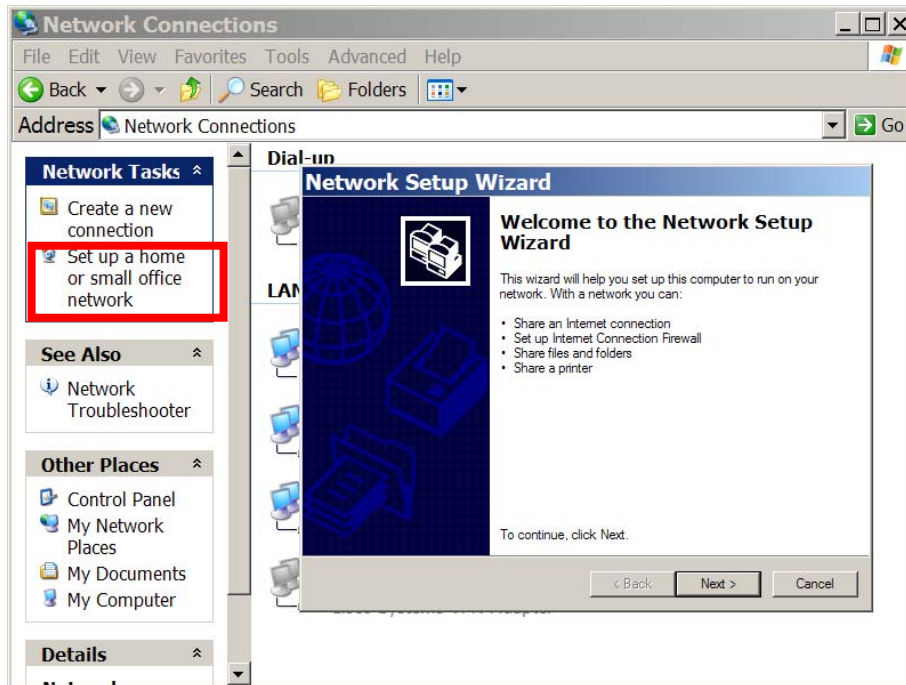 Network Connections
File Edit View Favorites Tools Advanced Help
Back Search Folders
Address Network Connections Go
Network Tasks
Create a new
connection
Set up a home
or small office
network
See Also
Network
Troubleshooter
Other Places
Control Panel
My Network
Places
My Documents
My Computer
Details
Dial-up
LAN
Network Setup Wizard
Welcome to the Network Setup
Wizard
This wizard will help you set up this computer to run on your
network. With a network you can:
• Share an Internet connection
• Set up Internet Connection Firewall
• Share files and folders
• Share a printer
To continue, click Next.
< Back Next > Cancel